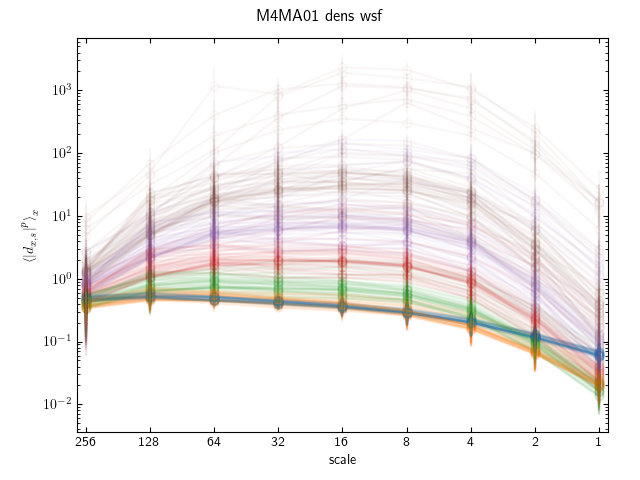 M4MA01 dens wsf
⟨|d_{x,s}|^p⟩_x
10^3
10^2
10^1
10^0
10^{-1}
10^{-2}
256 128 64 32 16 8 4 2 1
scale